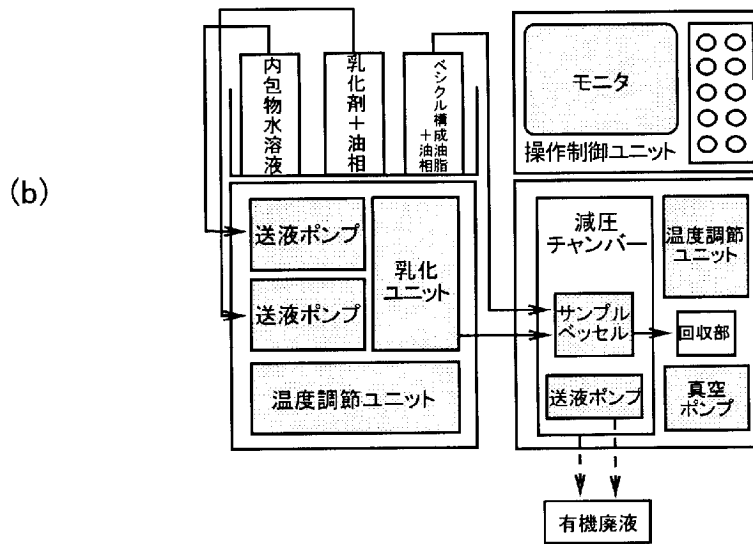 (b)
内包物水溶液
乳化剤＋油相
ベシクル構成油脂
＋油相
モニタ
操作制御ユニット
送液ポンプ
送液ポンプ
乳化
ユニット
温度調節ユニット
減圧
チャンバー
サンプル
ベッセル
送液ポンプ
温度調節
ユニット
回収部
真空
ポンプ
有機廃液